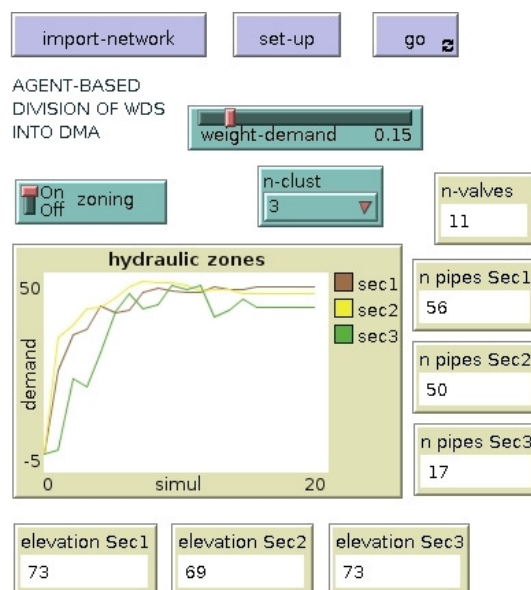 import-network
set-up
go
AGENT-BASED
DIVISION OF WDS
INTO DMA
weight-demand 0.15
On
Off
zoning
n-clust
3
n-valves
11
hydraulic zones
50
demand
-5
0
simul
20
sec1
sec2
sec3
n pipes Sec1
56
n pipes Sec2
50
n pipes Sec3
17
elevation Sec1
73
elevation Sec2
69
elevation Sec3
73